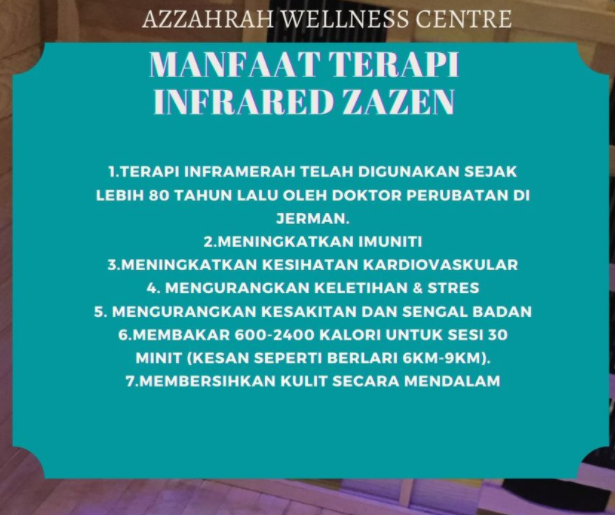 AZZAHRAH WELLNESS CENTRE
MANFAAT TERAPI
INFRARED ZAZEN
1.TERAPI INFRAMERAH TELAH DIGUNAKAN SEJAK
LEBIH 80 TAHUN LALU OLEH DOKTOR PERUBATAN DI
JERMAN.
2.MENINGKATKAN IMUNITI
3.MENINGKATKAN KESIHATAN KARDIOVASKULAR
4. MENGURANGKAN KELETIHAN & STRES
5. MENGURANGKAN KESAKITAN DAN SENGAL BADAN
6.MEMBAKAR 600-2400 KALORI UNTUK SESI 30
MINIT (KESAN SEPERTI BERLARI 6KM-9KM).
7.MEMBERSIHKAN KULIT SECARA MENDALAM